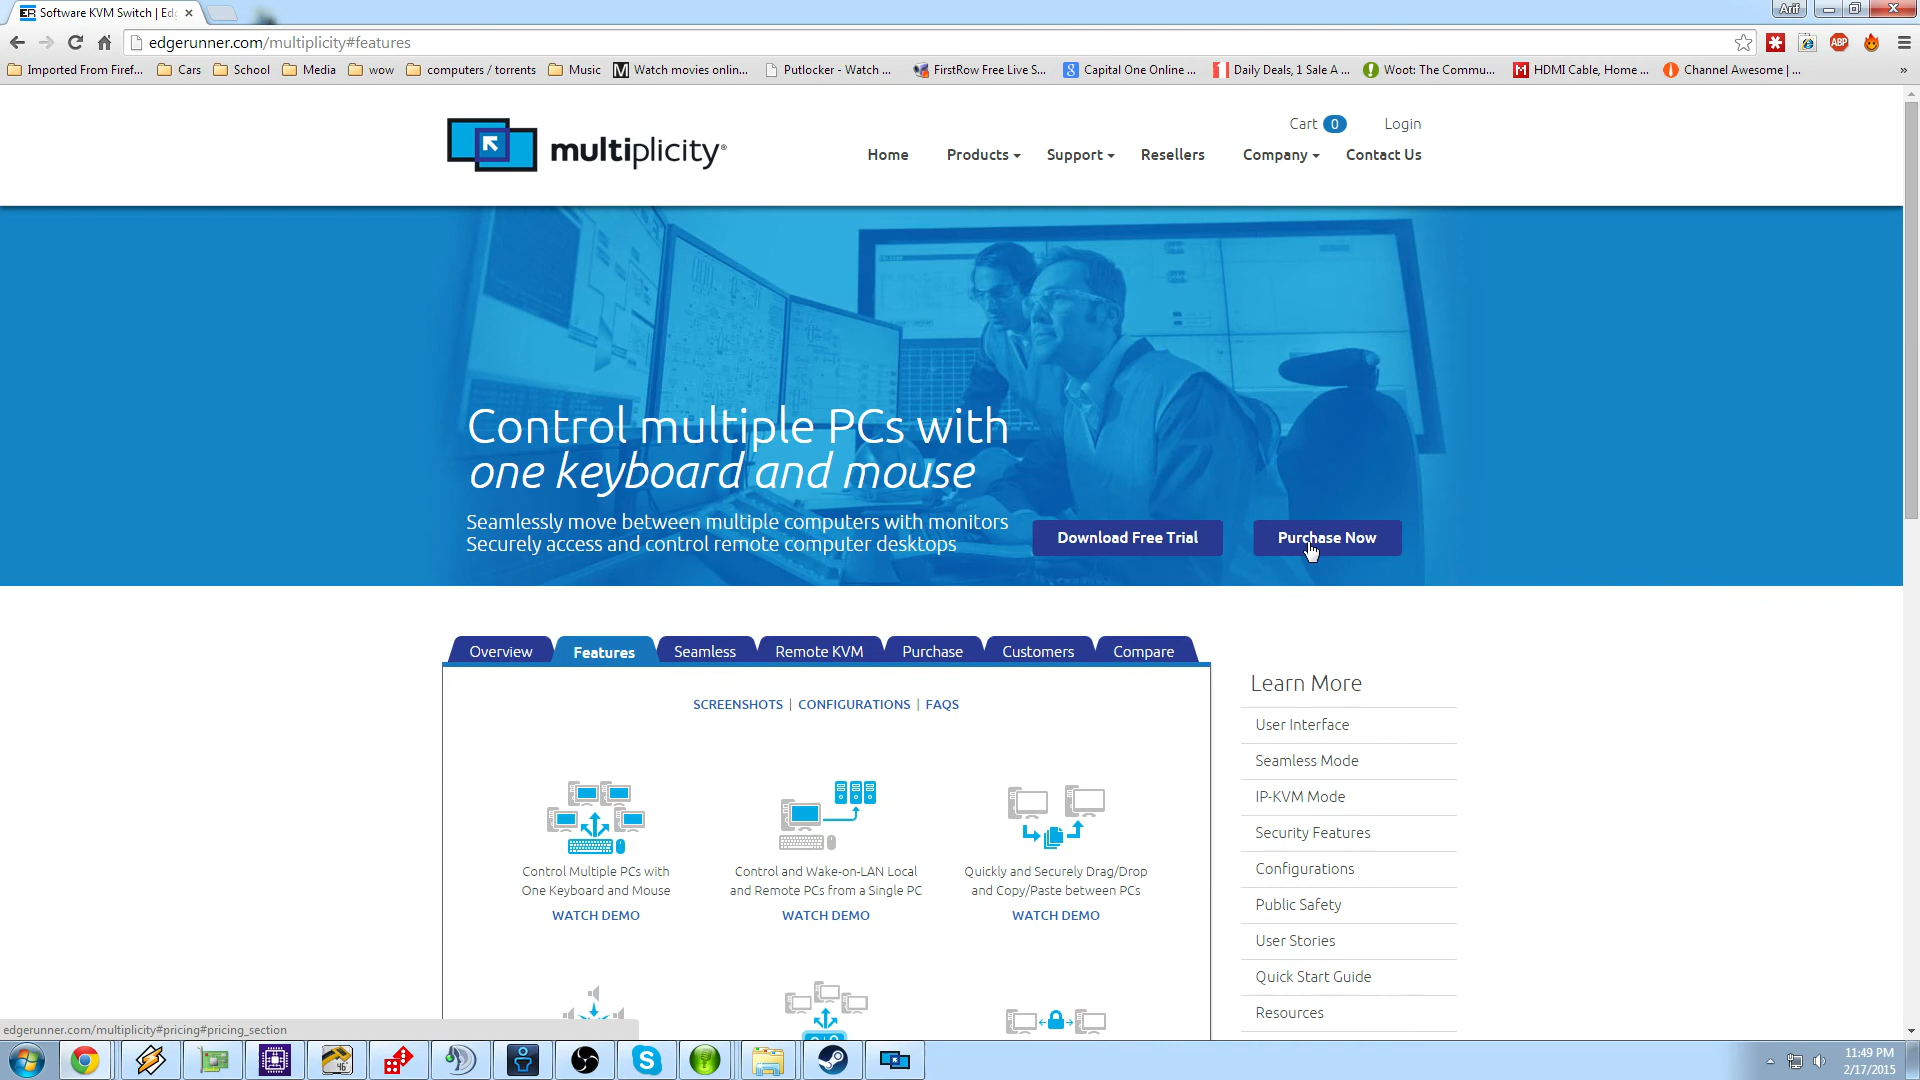 Software KVM Switch | Ed
Arif
edgerunner.com/multiplicity#features
ABP
Imported From Firef...
Cars
School
Media
wow
computers / torrents
Music
Watch movies onlin...
Putlocker - Watch ...
FirstRow Free Live S...
Capital One Online ...
Daily Deals, 1 Sale A ...
Woot: The Commu...
HDMI Cable, Home ...
Channel Awesome | ...
»
Cart 0
Login
multiplicity®
Home
Products
Support
Resellers
Company
Contact Us
Control multiple PCs with
one keyboard and mouse
Seamlessly move between multiple computers with monitors
Securely access and control remote computer desktops
Download Free Trial
Purchase Now
Overview
Features
Seamless
Remote KVM
Purchase
Customers
Compare
SCREENSHOTS | CONFIGURATIONS | FAQS
Control Multiple PCs with
One Keyboard and Mouse
WATCH DEMO
Control and Wake-on-LAN Local
and Remote PCs from a Single PC
WATCH DEMO
Quickly and Securely Drag/Drop
and Copy/Paste between PCs
WATCH DEMO
Learn More
User Interface
Seamless Mode
IP-KVM Mode
Security Features
Configurations
Public Safety
User Stories
Quick Start Guide
Resources
edgerunner.com/multiplicity#pricing#pricing_section
11:49 PM
2/17/2015